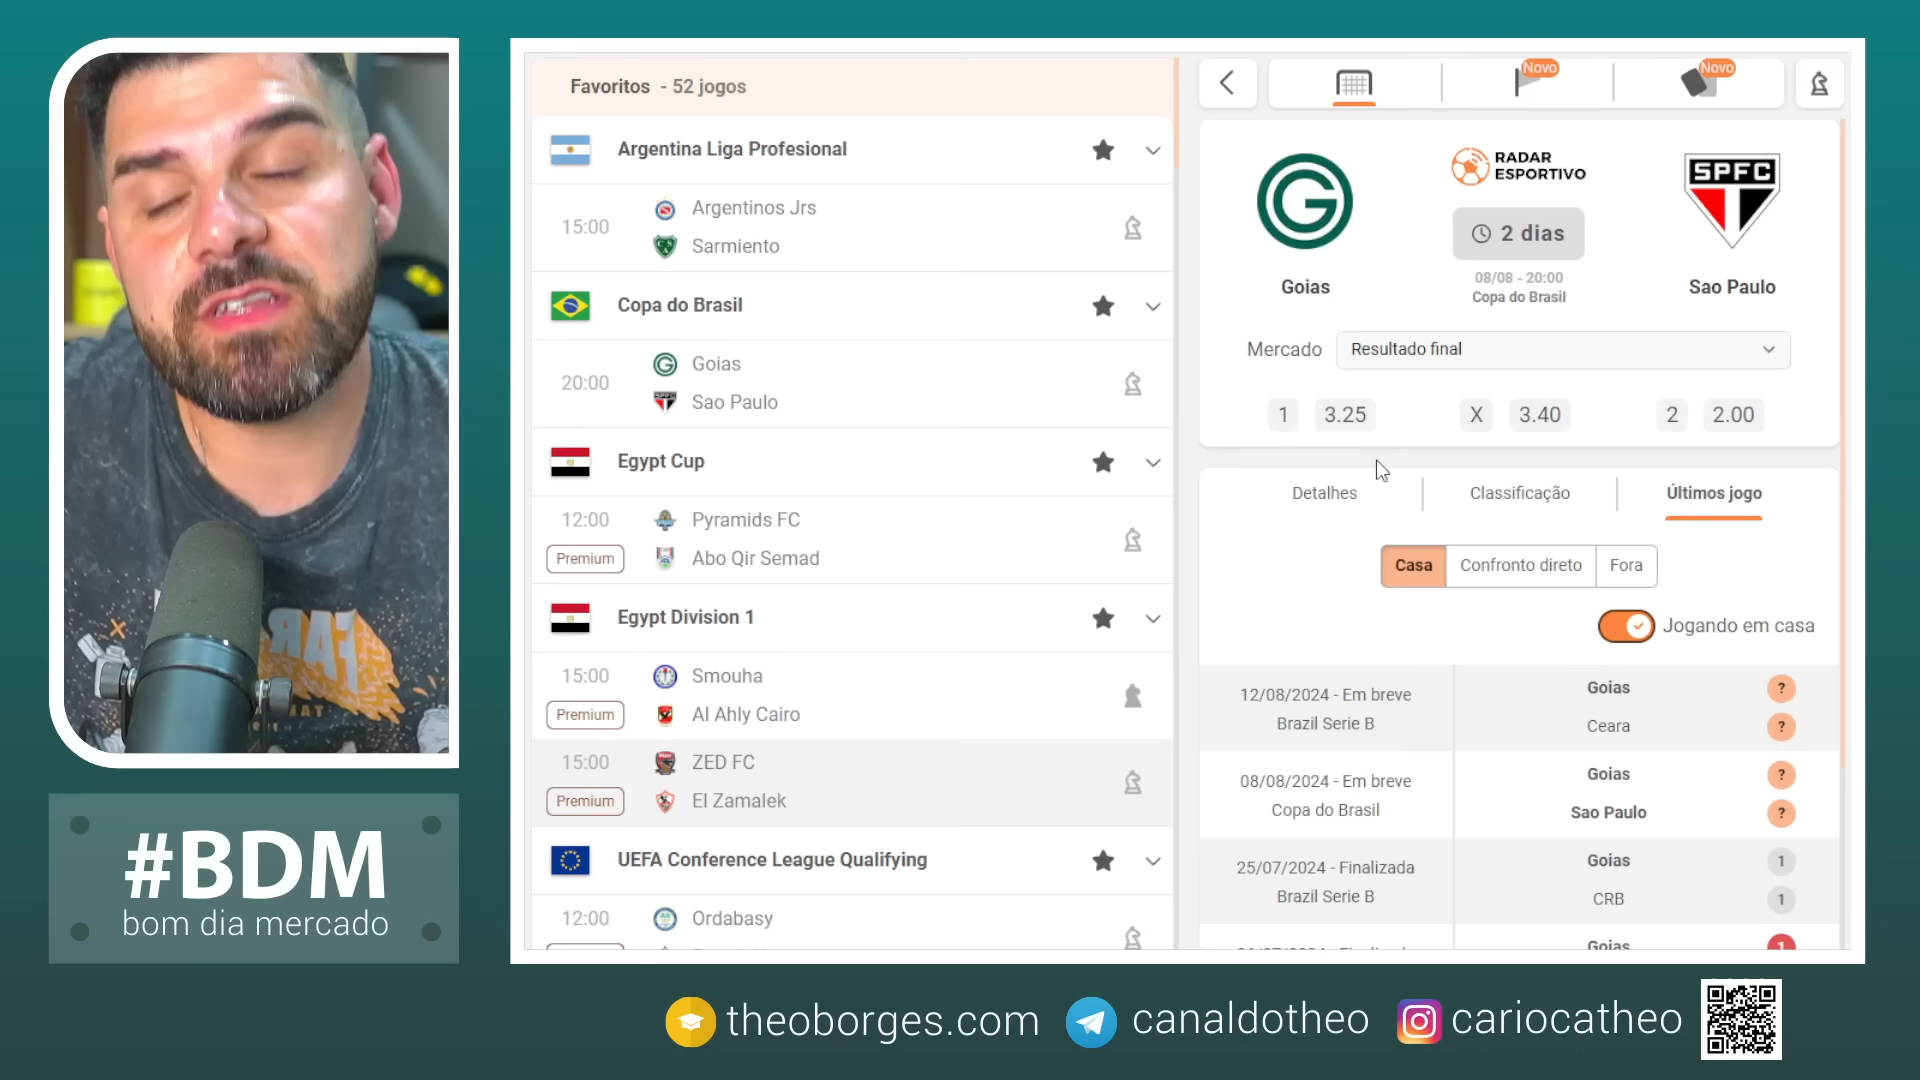 #BDM
bom dia mercado
Favoritos - 52 jogos
Argentina Liga Profesional
15:00
Argentinos Jrs
Sarmiento
Copa do Brasil
20:00
Goias
Sao Paulo
Egypt Cup
12:00
Premium
Pyramids FC
Abo Qir Semad
Egypt Division 1
15:00
Premium
Smouha
Al Ahly Cairo
15:00
Premium
ZED FC
El Zamalek
UEFA Conference League Qualifying
12:00
Ordabasy
Novo
Novo
RADAR
ESPORTIVO
SPFC
2 dias
08/08 - 20:00
Copa do Brasil
Goias
Sao Paulo
Mercado
Resultado final
1 3.25 X 3.40 2 2.00
Detalhes
Classificação
Últimos jogo
Casa
Confronto direto
Fora
Jogando em casa
12/08/2024 - Em breve
Brazil Serie B
Goias ?
Ceara ?
08/08/2024 - Em breve
Copa do Brasil
Goias ?
Sao Paulo ?
25/07/2024 - Finalizada
Brazil Serie B
Goias 1
CRB 1
Goias 1
theoborges.com
canaldotheo
cariocatheo